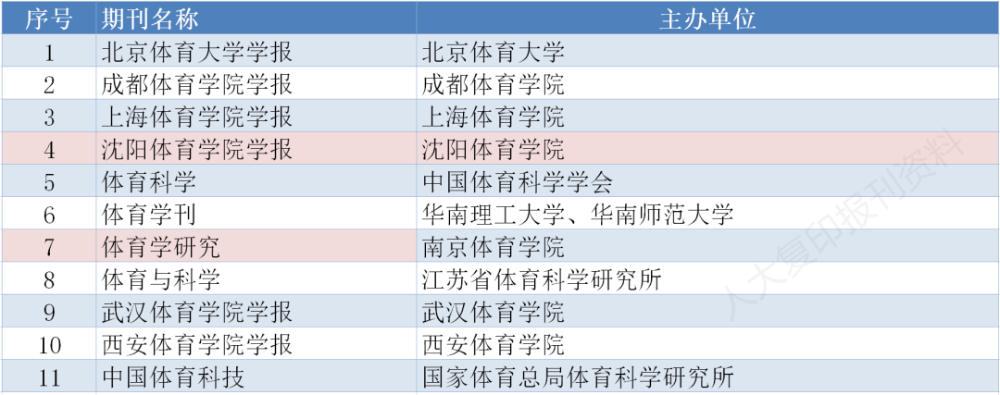 序号 期刊名称 主办单位
1 北京体育大学学报 北京体育大学
2 成都体育学院学报 成都体育学院
3 上海体育学院学报 上海体育学院
4 沈阳体育学院学报 沈阳体育学院
5 体育科学 中国体育科学学会
6 体育学刊 华南理工大学、华南师范大学
7 体育学研究 南京体育学院
8 体育与科学 江苏省体育科学研究所
9 武汉体育学院学报 武汉体育学院
10 西安体育学院学报 西安体育学院
11 中国体育科技 国家体育总局体育科学研究所
人大复印报刊资料